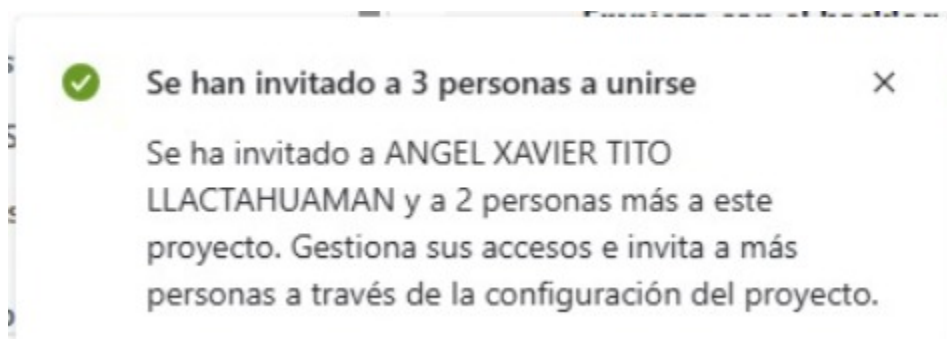 Se han invitado a 3 personas a unirse
Se ha invitado a ANGEL XAVIER TITO
LLACTAHUAMAN y a 2 personas más a este
proyecto. Gestiona sus accesos e invita a más
personas a través de la configuración del proyecto.